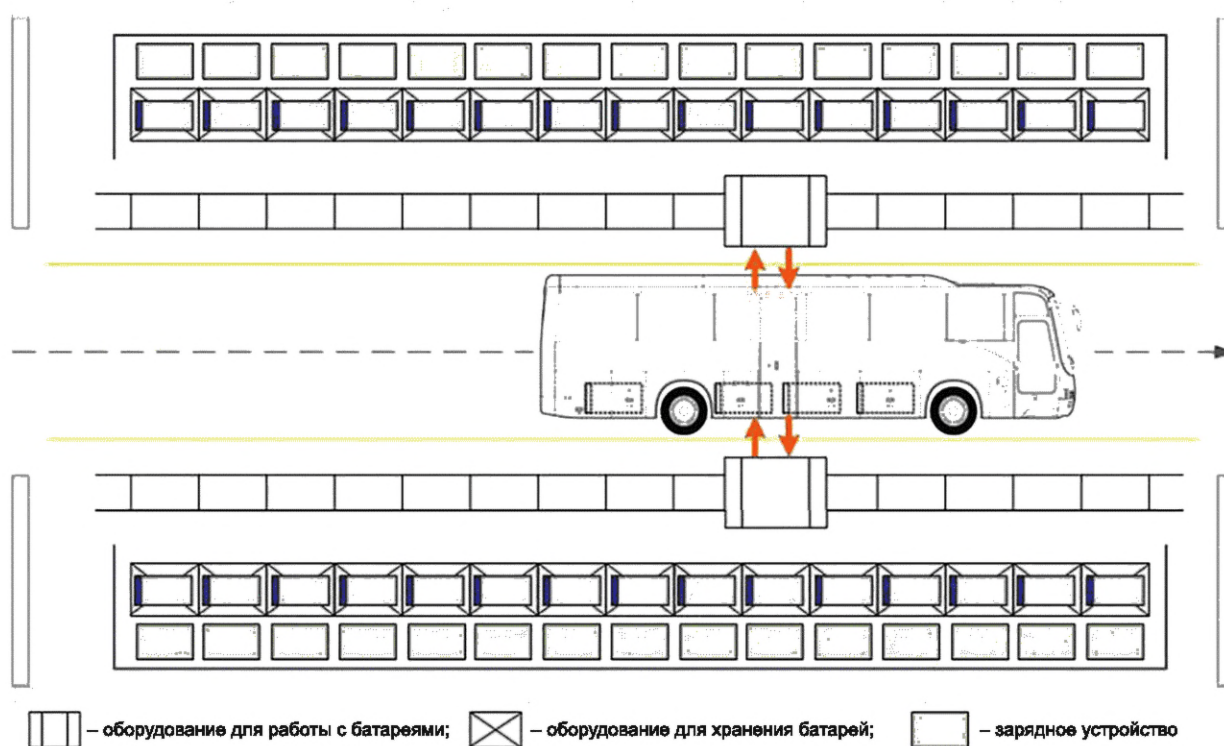 – оборудование для работы с батареями; – оборудование для хранения батарей; – зарядное устройство